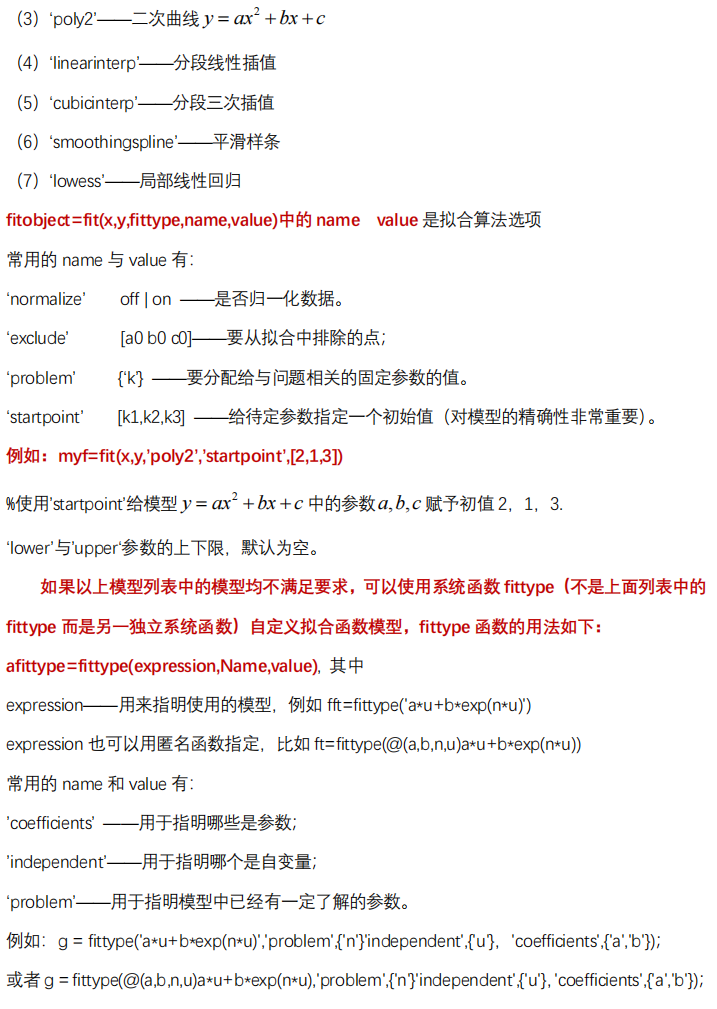 （3）‘poly2’——二次曲线 y = ax² + bx + c
（4）‘linearinterp’——分段线性插值
（5）‘cubicinterp’——分段三次插值
（6）‘smoothingspline’——平滑样条
（7）‘lowess’——局部线性回归
fitobject=fit(x,y,fittype,name,value)中的 name value 是拟合算法选项
常用的 name 与 value 有：
‘normalize’ off | on ——是否归一化数据。
‘exclude’ [a0 b0 c0]——要从拟合中排除的点；
‘problem’ {‘k’} ——要分配给与问题相关的固定参数的值。
‘startpoint’ [k1,k2,k3] ——给待定参数指定一个初始值（对模型的精确性非常重要）。
例如：myf=fit(x,y,’poly2’,’startpoint’,[2,1,3])
%使用’startpoint’给模型 y = ax² + bx + c 中的参数 a, b, c 赋予初值 2，1，3.
‘lower’与’upper‘参数的上下限，默认为空。
如果以上模型列表中的模型均不满足要求，可以使用系统函数 fittype（不是上面列表中的
fittype 而是另一独立系统函数）自定义拟合函数模型，fittype 函数的用法如下：
afittype=fittype(expression,Name,value)，其中
expression——用来指明使用的模型，例如 fft=fittype('a*u+b*exp(n*u)')
expression 也可以用匿名函数指定，比如 ft=fittype(@(a,b,n,u)a*u+b*exp(n*u))
常用的 name 和 value 有：
’coefficients’ ——用于指明哪些是参数；
’independent’——用于指明哪个是自变量；
‘problem’——用于指明模型中已经有一定了解的参数。
例如：g = fittype('a*u+b*exp(n*u)','problem',{'n'}'independent',{'u'}，'coefficients',{'a','b'});
或者 g = fittype(@(a,b,n,u)a*u+b*exp(n*u),'problem',{'n'}'independent',{'u'}, 'coefficients',{'a','b'});